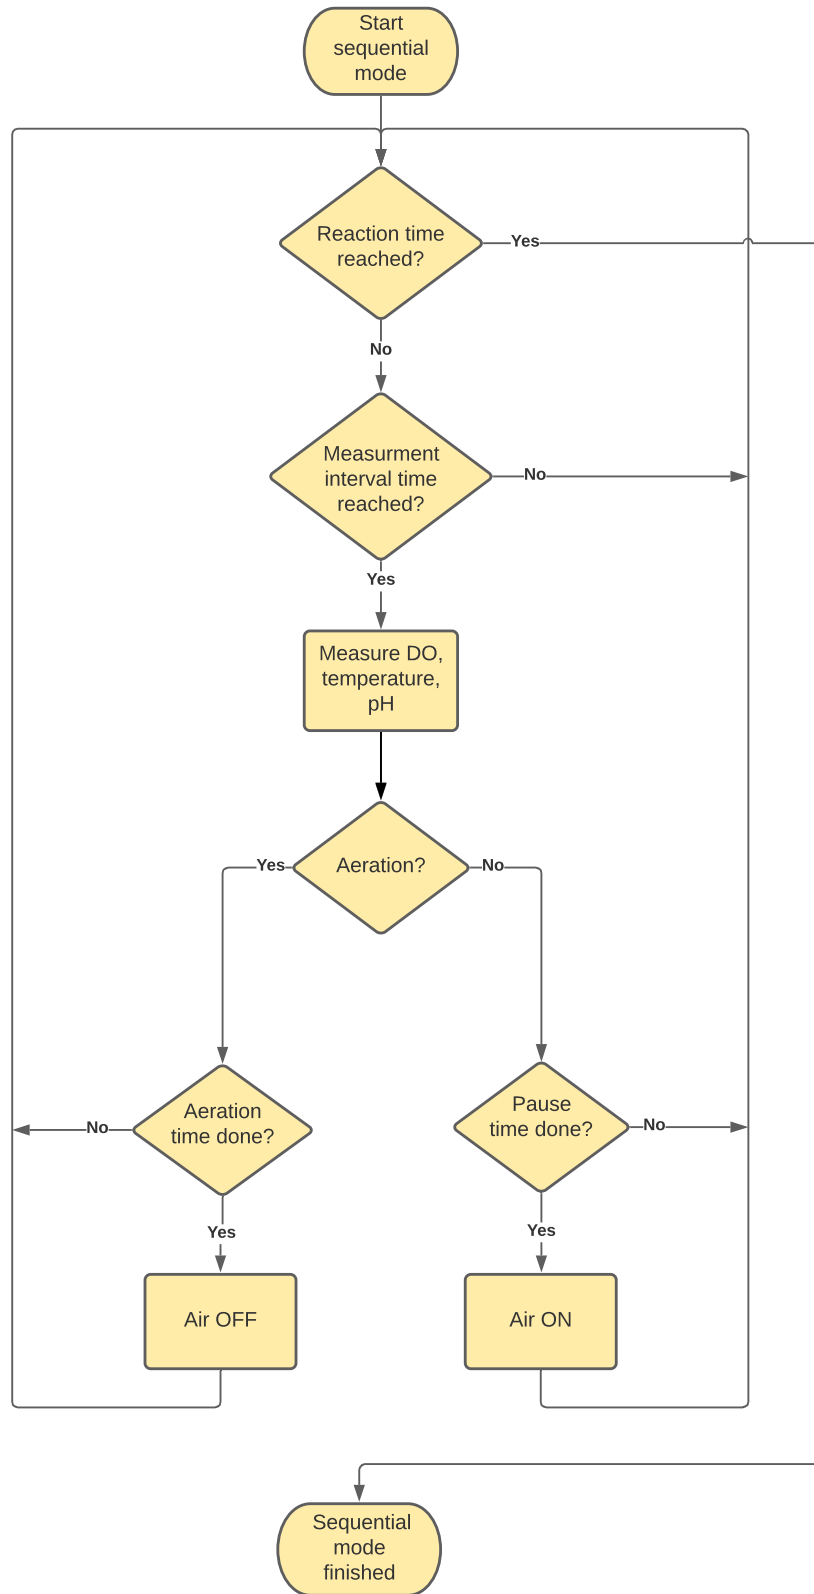 Start
sequential
mode
Reaction time
reached?
Yes
No
Measurment
interval time
reached?
No
Yes
Measure DO,
temperature,
pH
Aeration?
Yes
No
Aeration
time done?
No
Yes
Pause
time done?
No
Yes
Air OFF
Air ON
Sequential
mode
finished